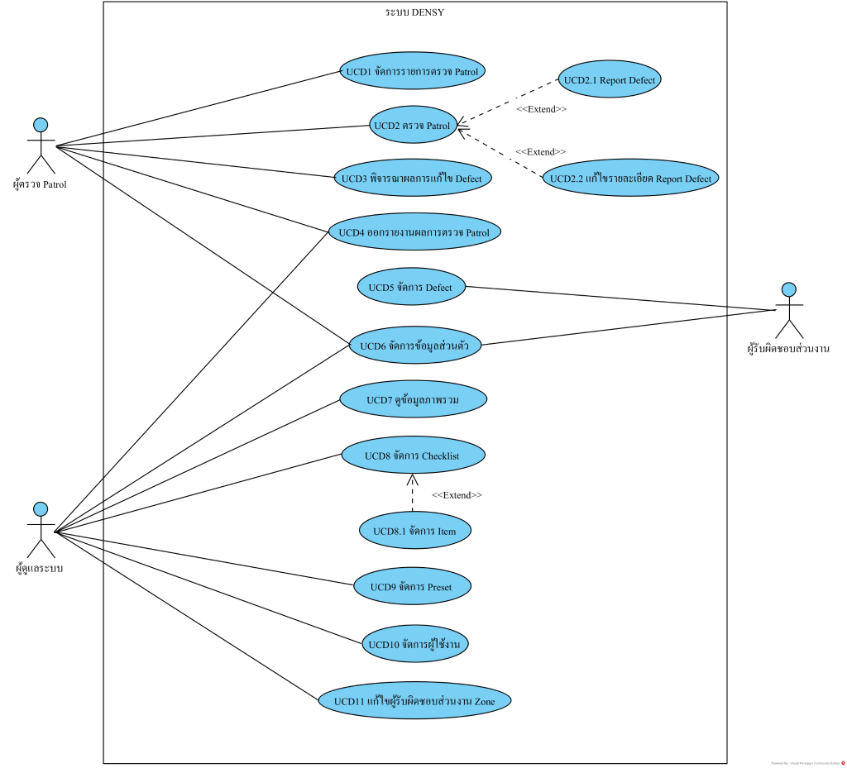 ระบบ DENSY
UCD1 จัดการรายการตรวจ Patrol
UCD2.1 Report Defect
<<Extend>>
UCD2 ตรวจ Patrol
<<Extend>>
ผู้ตรวจ Patrol
UCD3 พิจารณาผลการแก้ไข Defect
UCD2.2 แก้ไขรายละเอียด Report Defect
UCD4 ออกรายงานผลการตรวจ Patrol
UCD5 จัดการ Defect
UCD6 จัดการข้อมูลส่วนตัว
ผู้รับผิดชอบส่วนงาน
UCD7 ดูข้อมูลภาพรวม
UCD8 จัดการ Checklist
<<Extend>>
UCD8.1 จัดการ Item
ผู้ดูแลระบบ
UCD9 จัดการ Preset
UCD10 จัดการผู้ใช้งาน
UCD11 แก้ไขผู้รับผิดชอบส่วนงาน Zone
Powered By: Visual Paradigm Community Edition